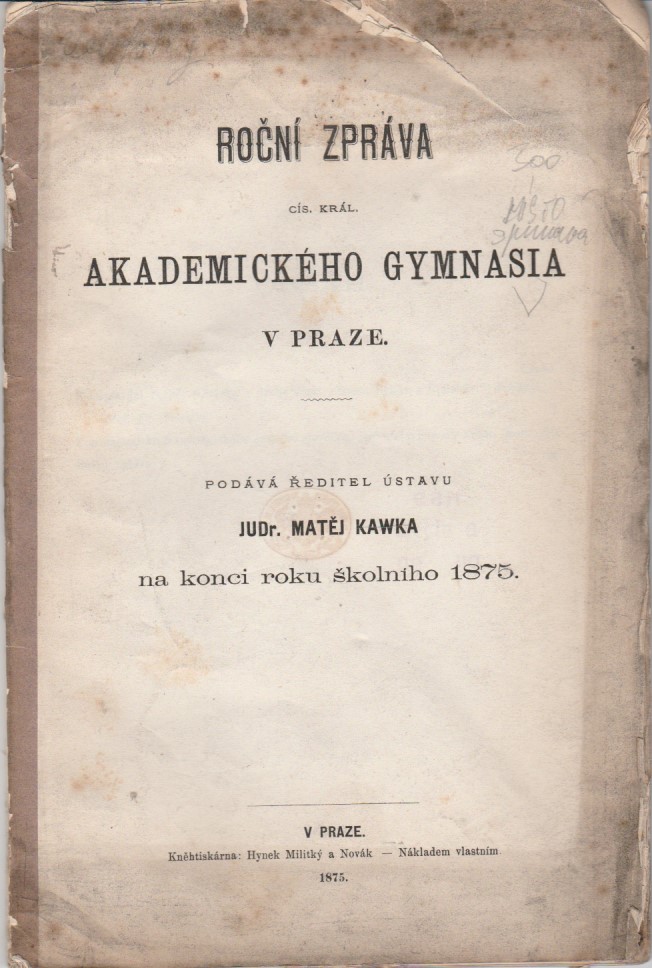 ROČNÍ ZPRÁVA
CÍS. KRÁL.
AKADEMICKÉHO GYMNASIA
V PRAZE.
PODÁVÁ ŘEDITEL ÚSTAVU
JUDr. MATĚJ KAWKA
na konci roku školního 1875.
V PRAZE.
Kněhtiskárna: Hynek Militký a Novák — Nákladem vlastním.
1875.
300